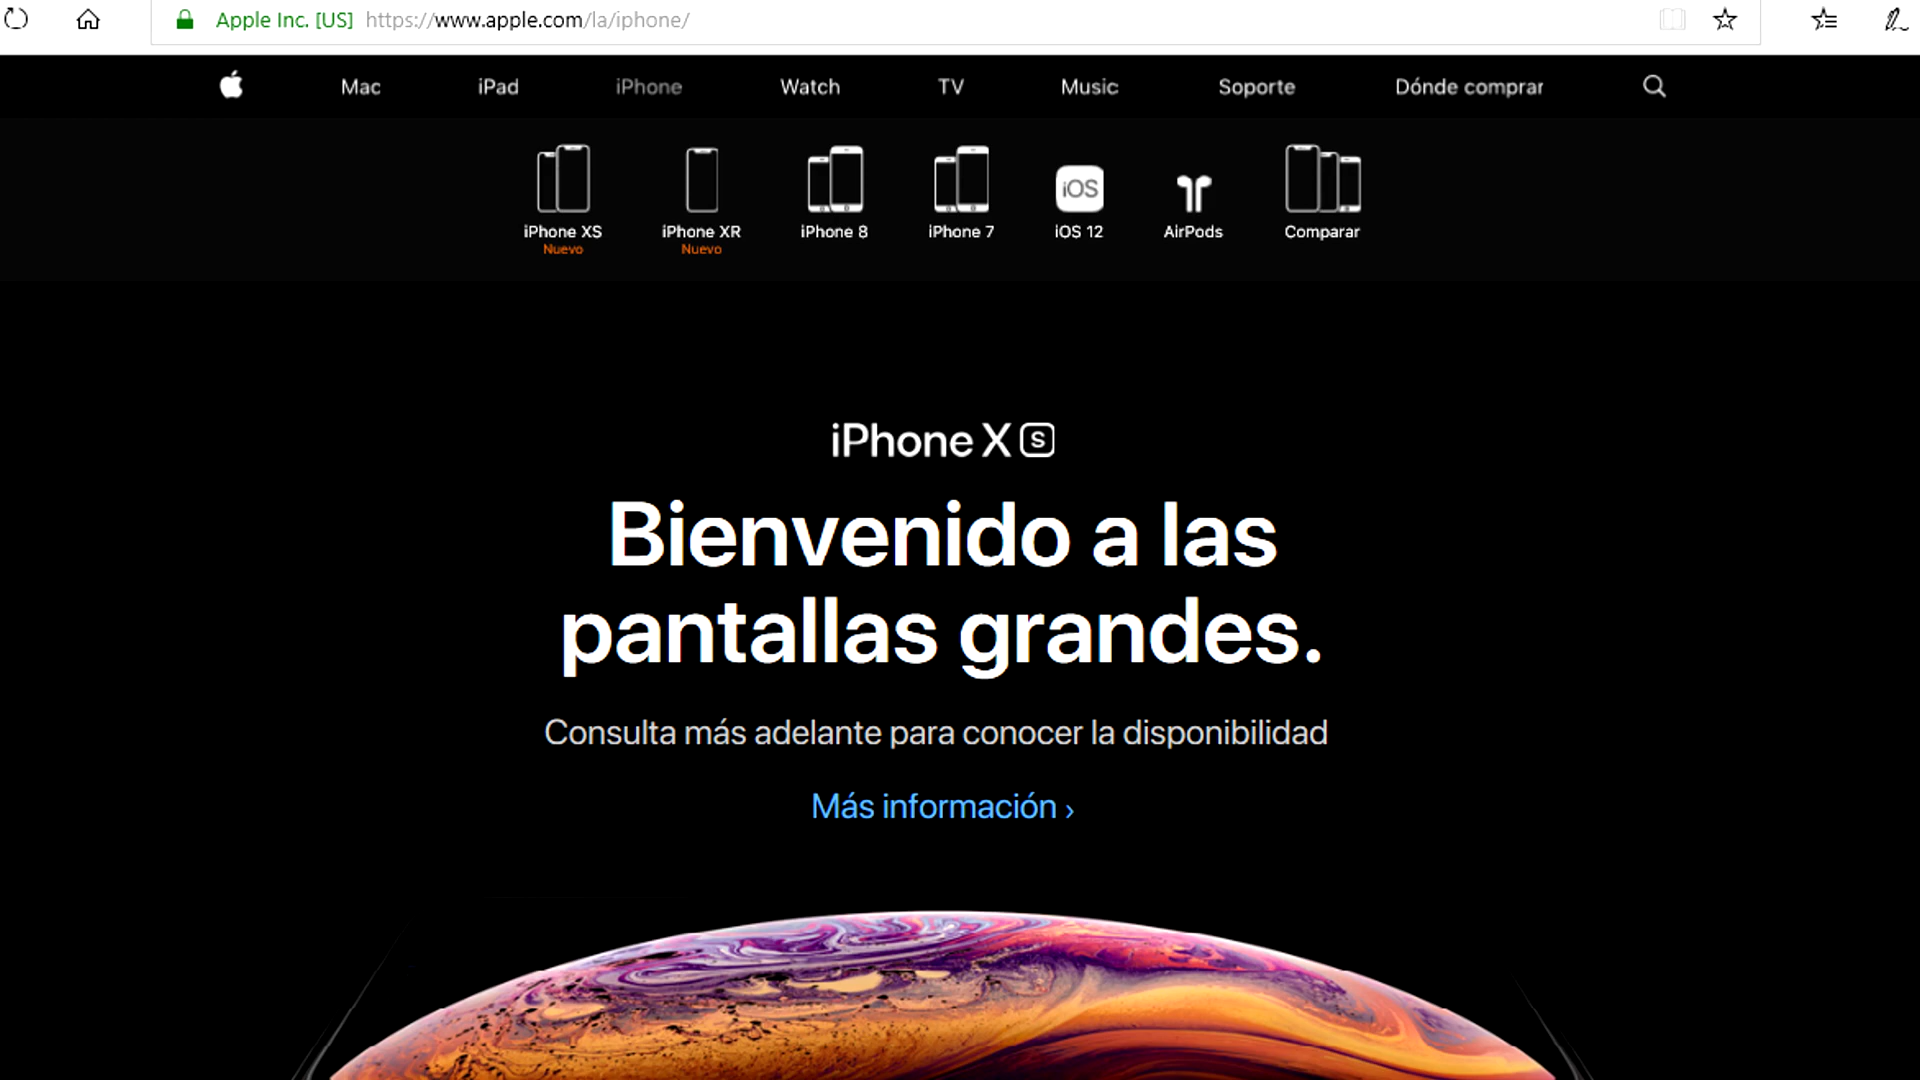 Apple Inc. [US] https://www.apple.com/la/iphone/
Mac iPad iPhone Watch TV Music Soporte Dónde comprar
iOS
iPhone XS iPhone XR iPhone 8 iPhone 7 iOS 12 AirPods Comparar
Nuevo Nuevo
iPhone XS
Bienvenido a las
pantallas grandes.
Consulta más adelante para conocer la disponibilidad
Más información ›